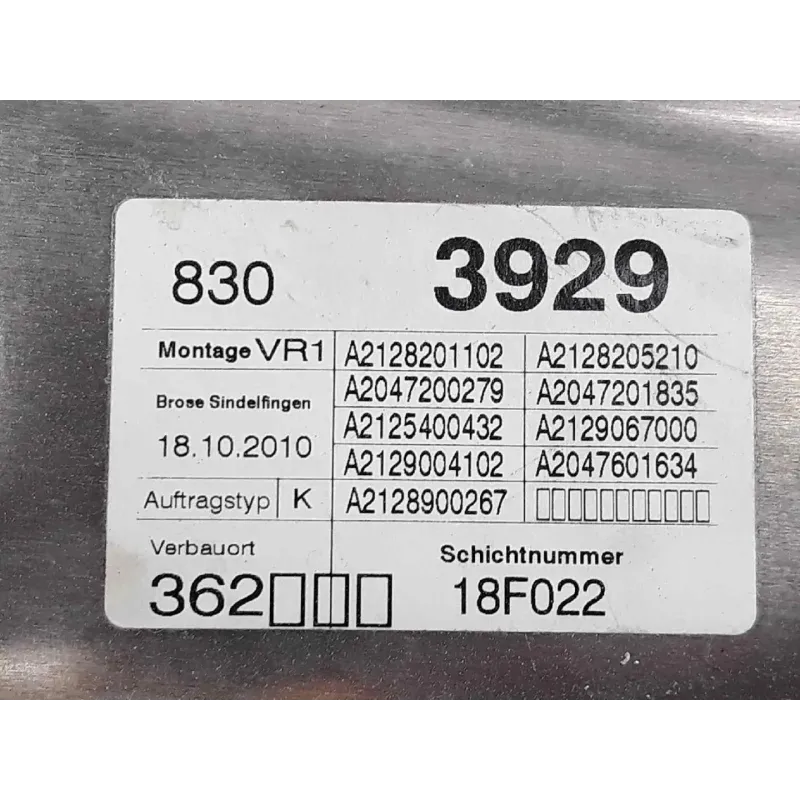 830 3929
Montage VR1 A2128201102 A2128205210
A2047200279 A2047201835
Brose Sindelfingen
A2125400432 A2129067000
18.10.2010
A2129004102 A2047601634
Auftragstyp K A2128900267 □□□□□□□□□□□
Verbauort Schichtnummer
362□□□ 18F022